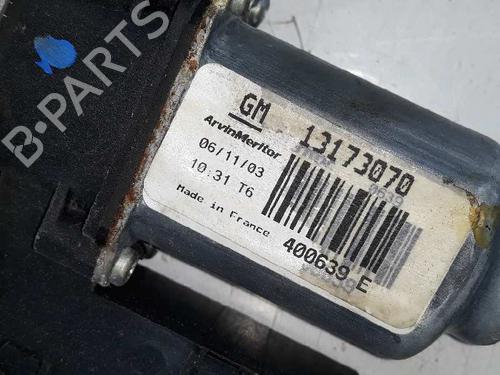 B-PARTS
GM 13173070
ArvinMeritor
06/11/03
10:31 T6
Made in France
400639 E